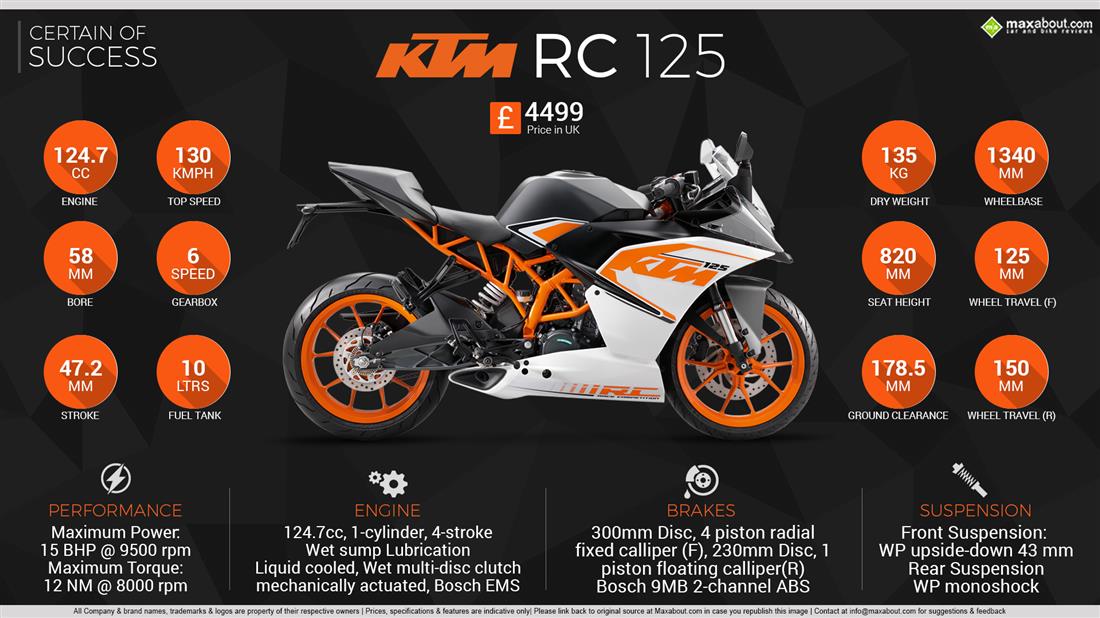 CERTAIN OF
SUCCESS
KTM RC 125
maxabout.com
car and bike reviews
£ 4499
Price in UK
124.7
CC
ENGINE
130
KMPH
TOP SPEED
58
MM
BORE
6
SPEED
GEARBOX
47.2
MM
STROKE
10
LTRS
FUEL TANK
135
KG
DRY WEIGHT
1340
MM
WHEELBASE
820
MM
SEAT HEIGHT
125
MM
WHEEL TRAVEL (F)
178.5
MM
GROUND CLEARANCE
150
MM
WHEEL TRAVEL (R)
KTM 125
RC
RACE COMPETITION
PERFORMANCE
Maximum Power:
15 BHP @ 9500 rpm
Maximum Torque:
12 NM @ 8000 rpm
ENGINE
124.7cc, 1-cylinder, 4-stroke
Wet sump Lubrication
Liquid cooled, Wet multi-disc clutch
mechanically actuated, Bosch EMS
BRAKES
300mm Disc, 4 piston radial
fixed calliper (F), 230mm Disc, 1
piston floating calliper(R)
Bosch 9MB 2-channel ABS
SUSPENSION
Front Suspension:
WP upside-down 43 mm
Rear Suspension
WP monoshock
All Company & brand names, trademarks & logos are property of their respective owners | Prices, specifications & features are indicative only| Please link back to original source at Maxabout.com in case you republish this image | Contact at info@maxabout.com for suggestions & feedback